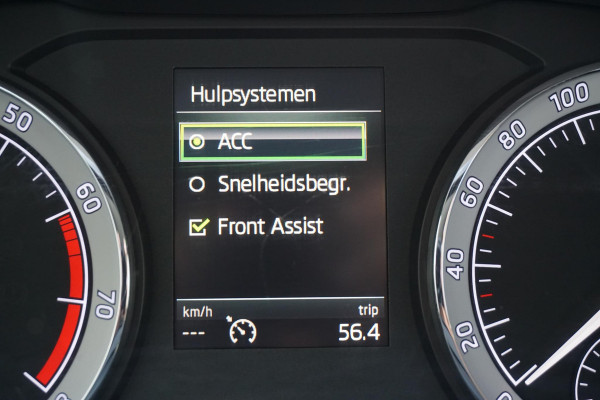 Hulpsystemen
ACC
Snelheidsbegr.
Front Assist
km/h trip
--- 56.4
50
60
70
100
80
60
40
20